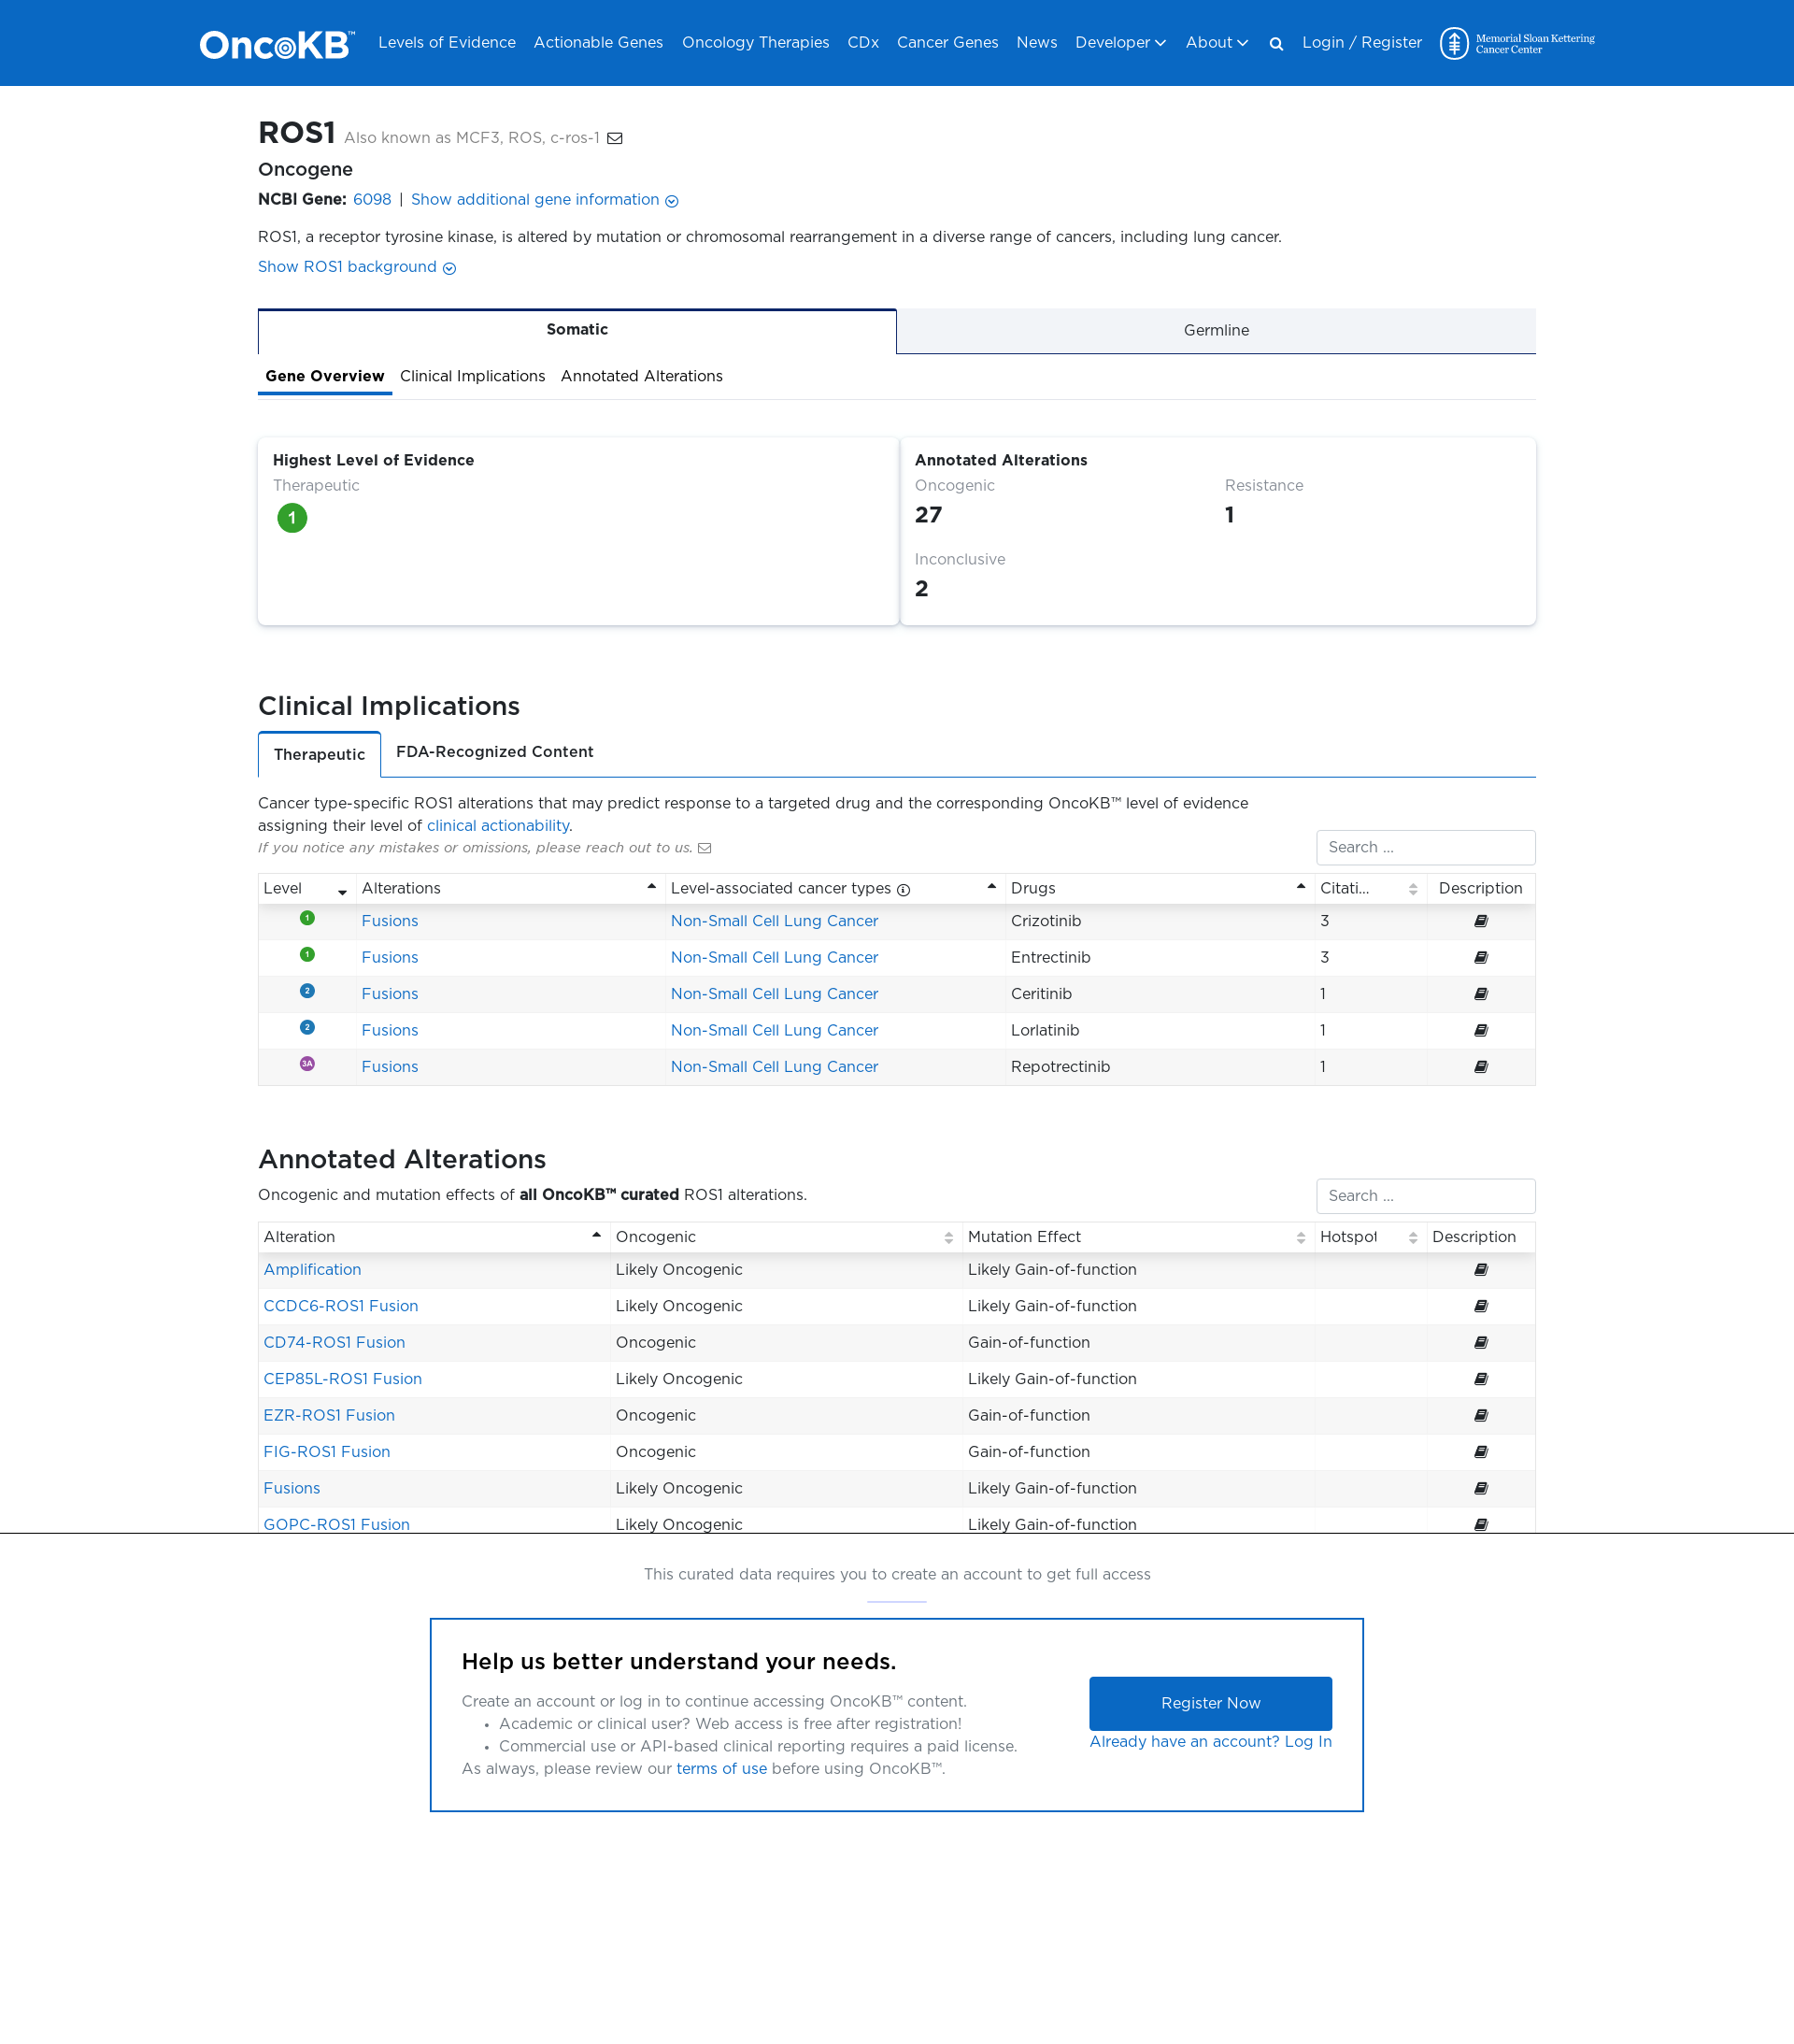 OncoKB™ Levels of Evidence Actionable Genes Oncology Therapies CDx Cancer Genes News Developer About Login / Register Memorial Sloan Kettering Cancer Center
ROS1 Also known as MCF3, ROS, c-ros-1
Oncogene
NCBI Gene: 6098 | Show additional gene information
ROS1, a receptor tyrosine kinase, is altered by mutation or chromosomal rearrangement in a diverse range of cancers, including lung cancer.
Show ROS1 background
Somatic Germline
Gene Overview Clinical Implications Annotated Alterations
Highest Level of Evidence
Therapeutic
1
Annotated Alterations
Oncogenic Resistance
27 1
Inconclusive
2
Clinical Implications
Therapeutic FDA-Recognized Content
Cancer type-specific ROS1 alterations that may predict response to a targeted drug and the corresponding OncoKB™ level of evidence
assigning their level of clinical actionability.
If you notice any mistakes or omissions, please reach out to us.
Search ...
Level Alterations Level-associated cancer types Drugs Citati... Description
1 Fusions Non-Small Cell Lung Cancer Crizotinib 3
1 Fusions Non-Small Cell Lung Cancer Entrectinib 3
2 Fusions Non-Small Cell Lung Cancer Ceritinib 1
2 Fusions Non-Small Cell Lung Cancer Lorlatinib 1
3A Fusions Non-Small Cell Lung Cancer Repotrectinib 1
Annotated Alterations
Oncogenic and mutation effects of all OncoKB™ curated ROS1 alterations.
Search ...
Alteration Oncogenic Mutation Effect Hotspot Description
Amplification Likely Oncogenic Likely Gain-of-function
CCDC6-ROS1 Fusion Likely Oncogenic Likely Gain-of-function
CD74-ROS1 Fusion Oncogenic Gain-of-function
CEP85L-ROS1 Fusion Likely Oncogenic Likely Gain-of-function
EZR-ROS1 Fusion Oncogenic Gain-of-function
FIG-ROS1 Fusion Oncogenic Gain-of-function
Fusions Likely Oncogenic Likely Gain-of-function
GOPC-ROS1 Fusion Likely Oncogenic Likely Gain-of-function
This curated data requires you to create an account to get full access
Help us better understand your needs.
Create an account or log in to continue accessing OncoKB™ content.
• Academic or clinical user? Web access is free after registration!
• Commercial use or API-based clinical reporting requires a paid license.
As always, please review our terms of use before using OncoKB™.
Register Now
Already have an account? Log In